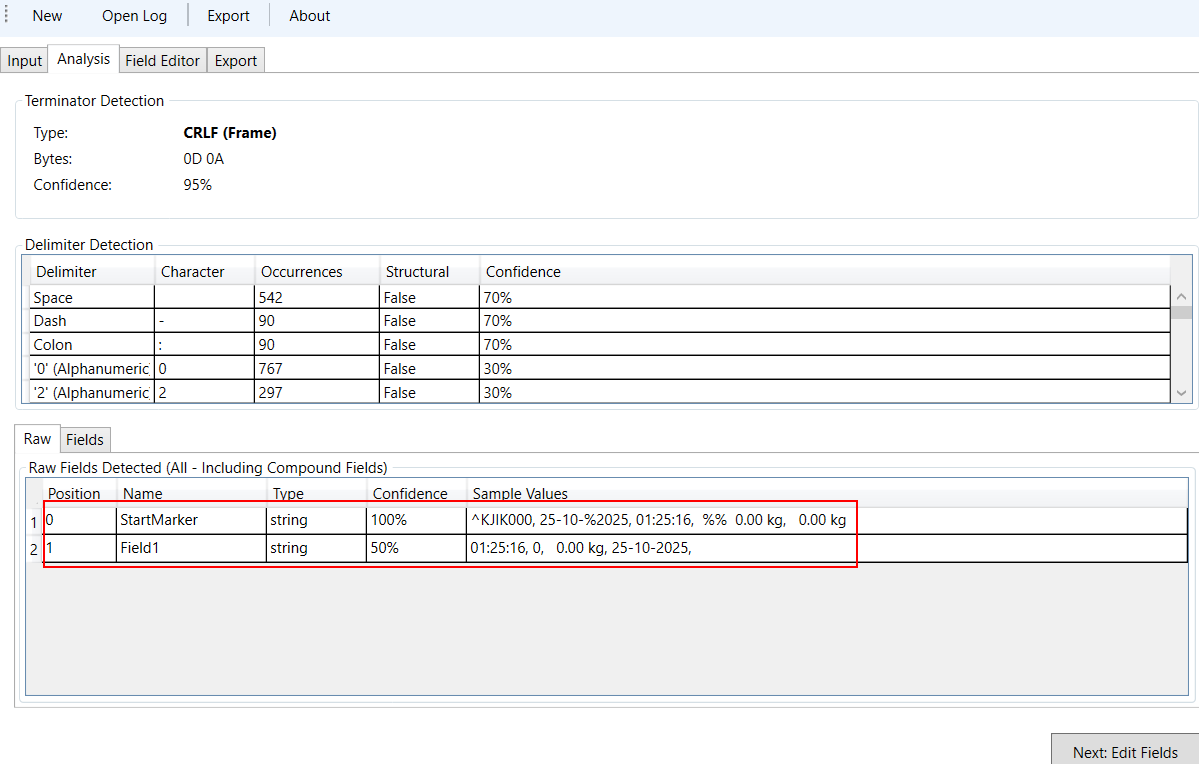 New Open Log Export About
Input Analysis Field Editor Export
Terminator Detection
Type: CRLF (Frame)
Bytes: 0D 0A
Confidence: 95%
Delimiter Detection
Delimiter Character Occurrences Structural Confidence
Space 542 False 70%
Dash - 90 False 70%
Colon : 90 False 70%
'0' (Alphanumeric) 0 767 False 30%
'2' (Alphanumeric) 2 297 False 30%
Raw Fields
Raw Fields Detected (All - Including Compound Fields)
Position Name Type Confidence Sample Values
1 0 StartMarker string 100% ^KJIK000, 25-10-%2025, 01:25:16, %% 0.00 kg, 0.00 kg
2 1 Field1 string 50% 01:25:16, 0, 0.00 kg, 25-10-2025,
Next: Edit Fields